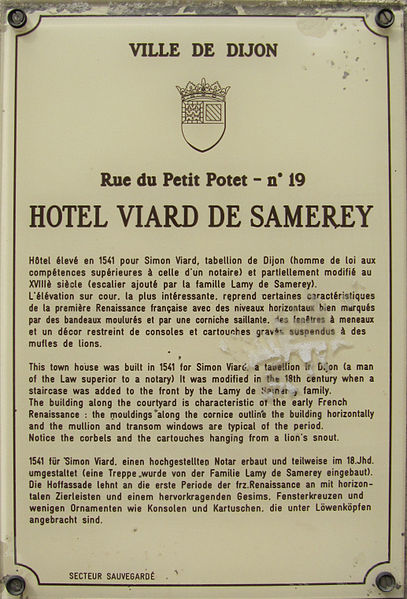 VILLE DE DIJON
Rue du Petit Potet - n° 19
HOTEL VIARD DE SAMEREY
Hôtel élevé en 1541 pour Simon Viard, tabellion de Dijon (homme de loi aux
compétences supérieures à celle d'un notaire) et partiellement modifié au
XVIIIè siècle (escalier ajouté par la famille Lamy de Samerey).
L'élévation sur cour, la plus intéressante, reprend certaines caractéristiques
de la première Renaissance française avec des niveaux horizontaux bien marqués
par des bandeaux moulurés et par une corniche saillante, des fenêtres à meneaux
et un décor restreint de consoles et cartouches gravés suspendus à des
mufles de lions.
This town house was built in 1541 for Simon Viard, a tabellion in Dijon (a man
of the Law superior to a notary) It was modified in the 18th century when a
staircase was added to the front by the Lamy de family.
The building along the courtyard is characteristic of the early French
Renaissance : the mouldings along the cornice outline the building horizontally
and the mullion and transom windows are typical of the period.
Notice the corbels and the cartouches hanging from a lion's snout.
1541 für Simon Viard, einen hochgestellten Notar erbaut und teilweise im 18.Jhd.
umgestaltet (eine Treppe wurde von der Familie Lamy de Samerey eingebaut).
Die Hoffassade lehnt an die erste Periode der frz.Renaissance an mit horizon-
talen Zierleisten und einem hervorkragenden Gesims, Fensterkreuzen und
wenigen Ornamenten wie Konsolen und Kartuschen, die unter Löwenköpfen
angebracht sind.
SECTEUR SAUVEGARDÉ